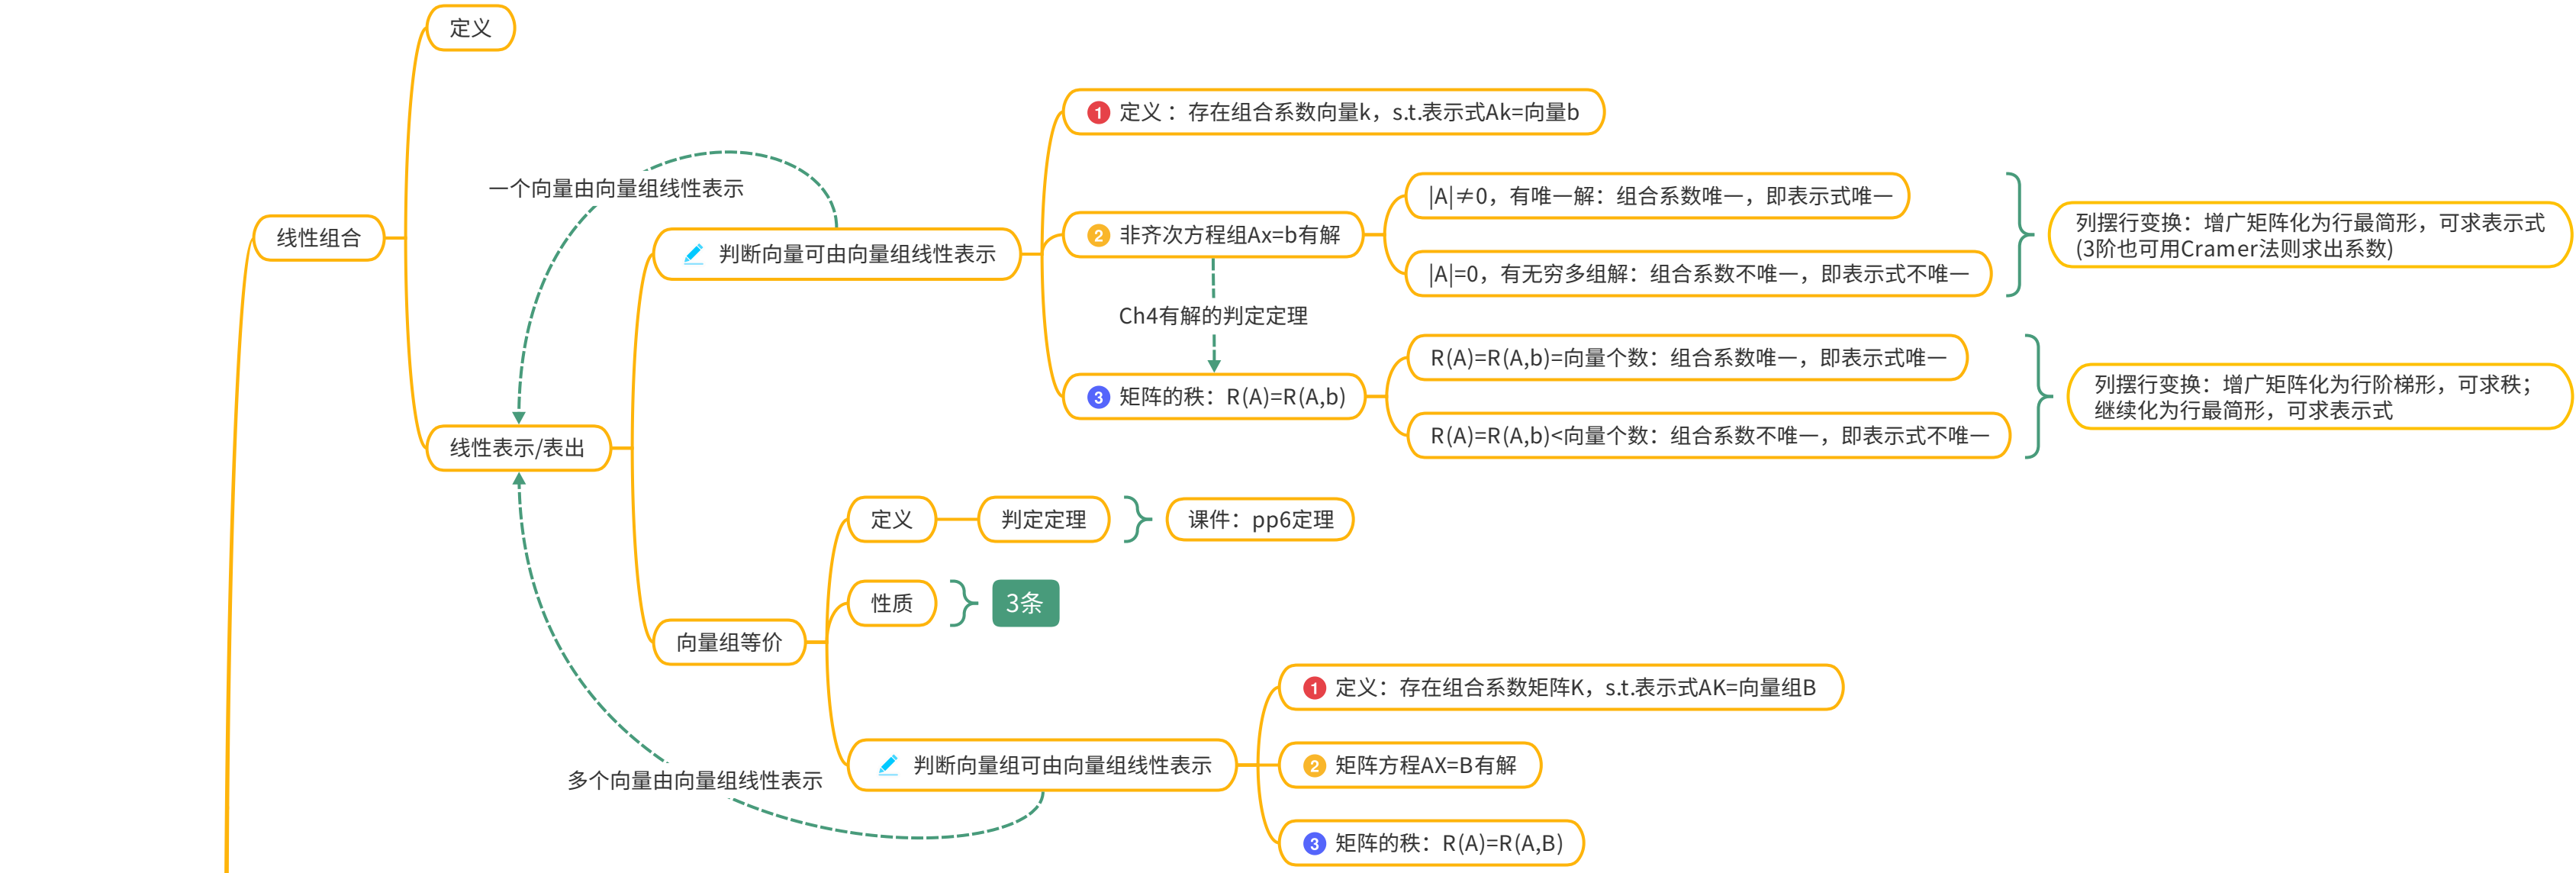 定义
线性组合
线性表示/表出
一个向量由向量组线性表示
判断向量可由向量组线性表示
1 定义：存在组合系数向量k，s.t.表示式Ak=向量b
2 非齐次方程组Ax=b有解
|A|≠0，有唯一解：组合系数唯一，即表示式唯一
|A|=0，有无穷多组解：组合系数不唯一，即表示式不唯一
列摆行变换：增广矩阵化为行最简形，可求表示式
(3阶也可用Cramer法则求出系数)
Ch4有解的判定定理
3 矩阵的秩：R(A)=R(A,b)
R(A)=R(A,b)=向量个数：组合系数唯一，即表示式唯一
R(A)=R(A,b)<向量个数：组合系数不唯一，即表示式不唯一
列摆行变换：增广矩阵化为行阶梯形，可求秩；
继续化为行最简形，可求表示式
向量组等价
定义
判定定理
课件：pp6定理
性质
3条
多个向量由向量组线性表示
判断向量组可由向量组线性表示
1 定义：存在组合系数矩阵K，s.t.表示式AK=向量组B
2 矩阵方程AX=B有解
3 矩阵的秩：R(A)=R(A,B)